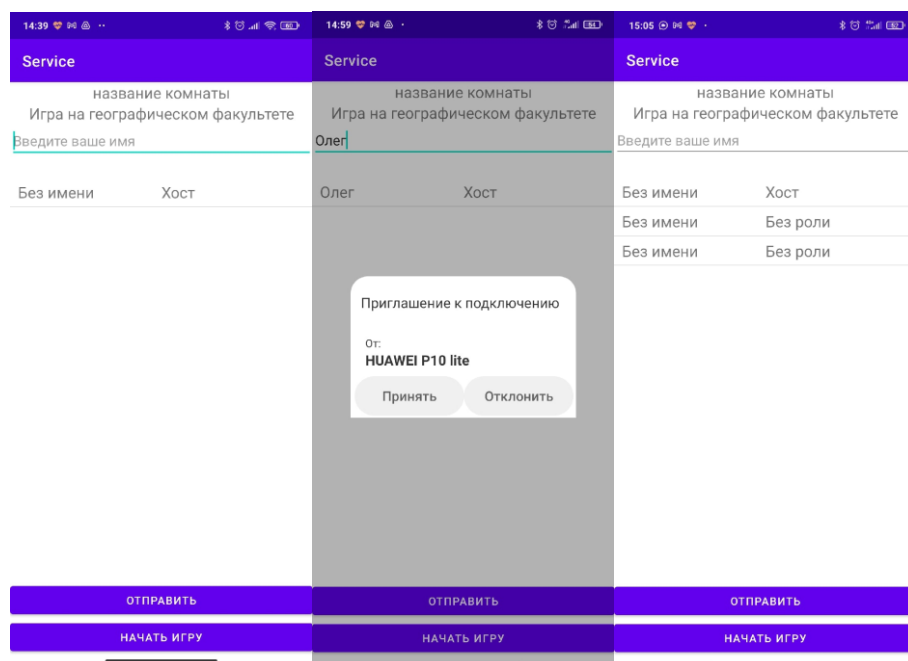 14:39
Service
название комнаты
Игра на географическом факультете
Введите ваше имя
Без имени Хост
ОТПРАВИТЬ
НАЧАТЬ ИГРУ
14:59
Service
название комнаты
Игра на географическом факультете
Олег
Олег Хост
Приглашение к подключению
От:
HUAWEI P10 lite
Принять Отклонить
ОТПРАВИТЬ
НАЧАТЬ ИГРУ
15:05
Service
название комнаты
Игра на географическом факультете
Введите ваше имя
Без имени Хост
Без имени Без роли
Без имени Без роли
ОТПРАВИТЬ
НАЧАТЬ ИГРУ